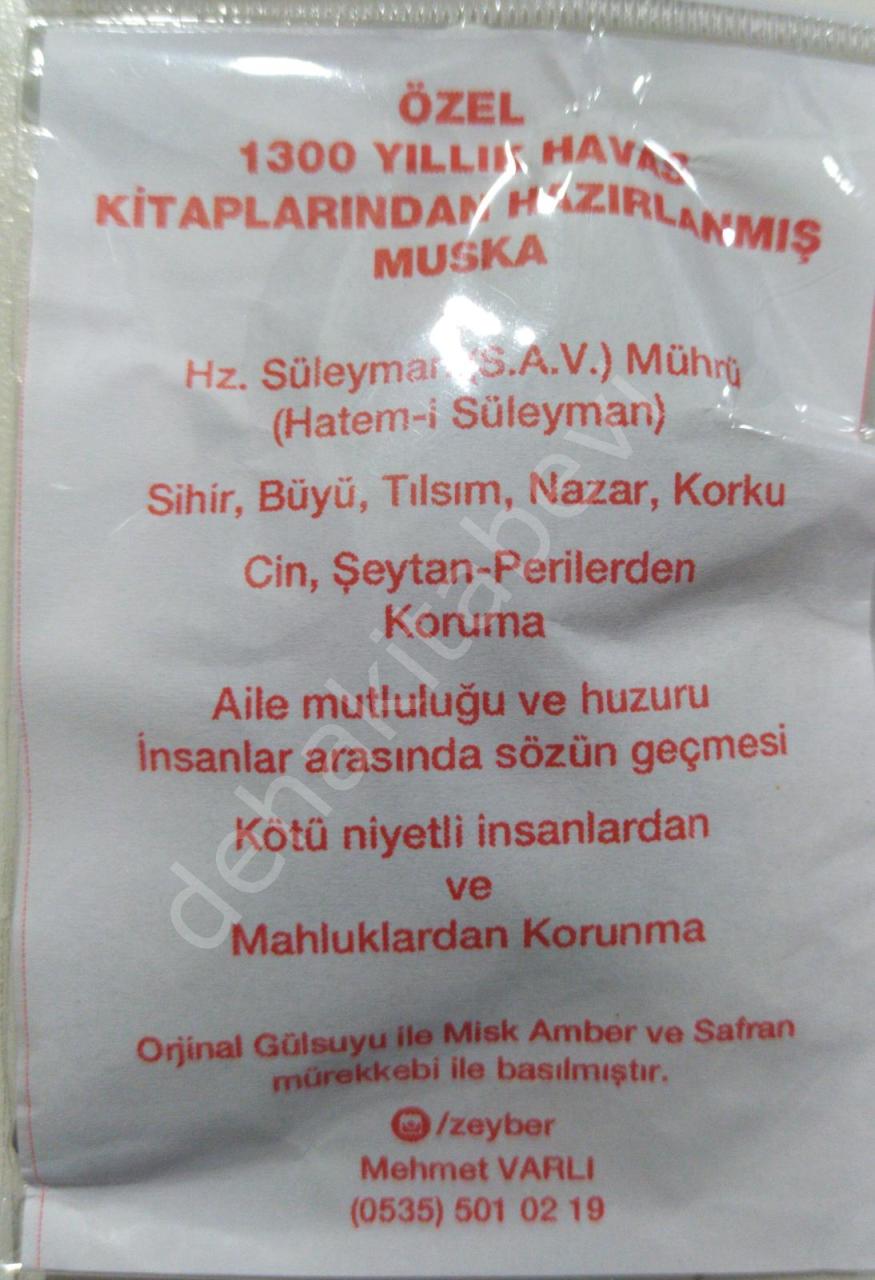 ÖZEL
1300 YILLIK HAVAS
KİTAPLARINDAN HAZIRLANMIŞ
MUSKA
Hz. Süleyman (S.A.V.) Mührü
(Hatem-i Süleyman)
Sihir, Büyü, Tılsım, Nazar, Korku
Cin, Şeytan-Perilerden
Koruma
Aile mutluluğu ve huzuru
İnsanlar arasında sözün geçmesi
Kötü niyetli insanlardan
ve
Mahluklardan Korunma
Orjinal Gülsuyu ile Misk Amber ve Safran
mürekkebi ile basılmıştır.
/zeyber
Mehmet VARLI
(0535) 501 02 19
dehakitabevi